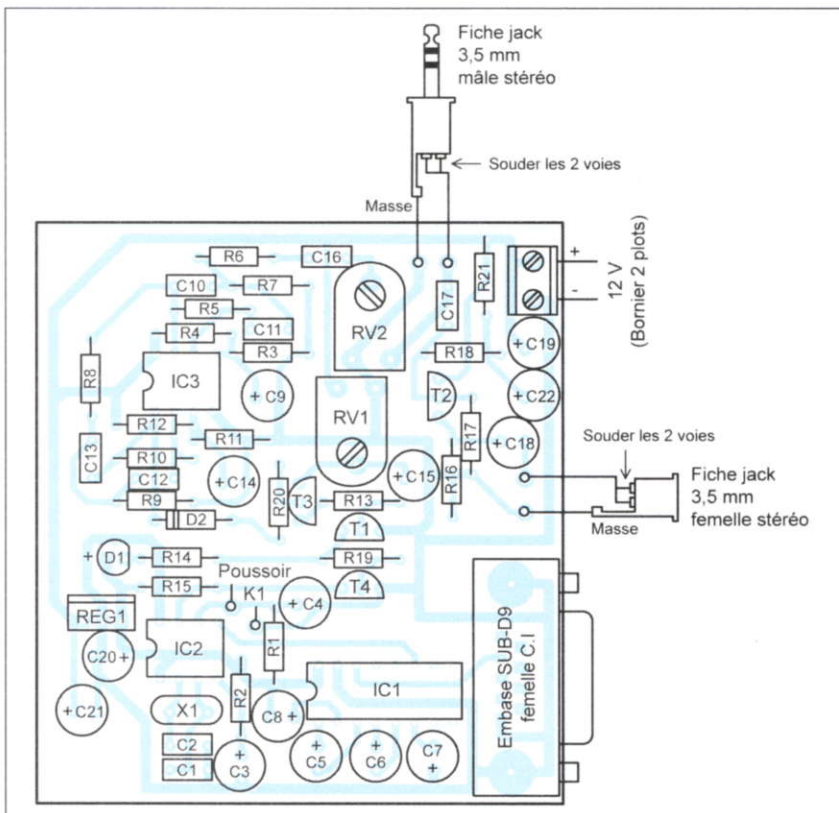 Fiche jack
3,5 mm
mâle stéréo
Souder les 2 voies
Masse
R6
C16
R21
+
-
12 V
(Bornier 2 plots)
C10
R7
R5
C17
R4
C11
RV2
R3
R18
+ C19
R8
IC3
+ C9
T2
+ C22
RV1
R12
R17
R11
+ C18
Souder les 2 voies
C13
R10
C12
+ C14
+ C15
R16
Fiche jack
3,5 mm
femelle stéréo
R9
R20
T3
R13
D2
T1
Masse
+ D1
R14
R19
R15
Poussoir
K1
T4
+ C4
REG1
IC2
R1
C20 +
Embase SUB-D9
femelle C.I
IC1
+ C21
X1
R2
C8 +
C2
C1
+ C3
+ C5
+ C6
C7 +